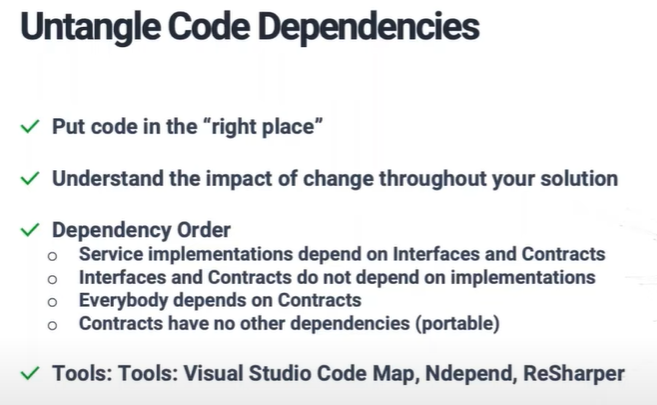 Untangle Code Dependencies
Put code in the “right place”
Understand the impact of change throughout your solution
Dependency Order
Service implementations depend on Interfaces and Contracts
Interfaces and Contracts do not depend on implementations
Everybody depends on Contracts
Contracts have no other dependencies (portable)
Tools: Tools: Visual Studio Code Map, Ndepend, ReSharper